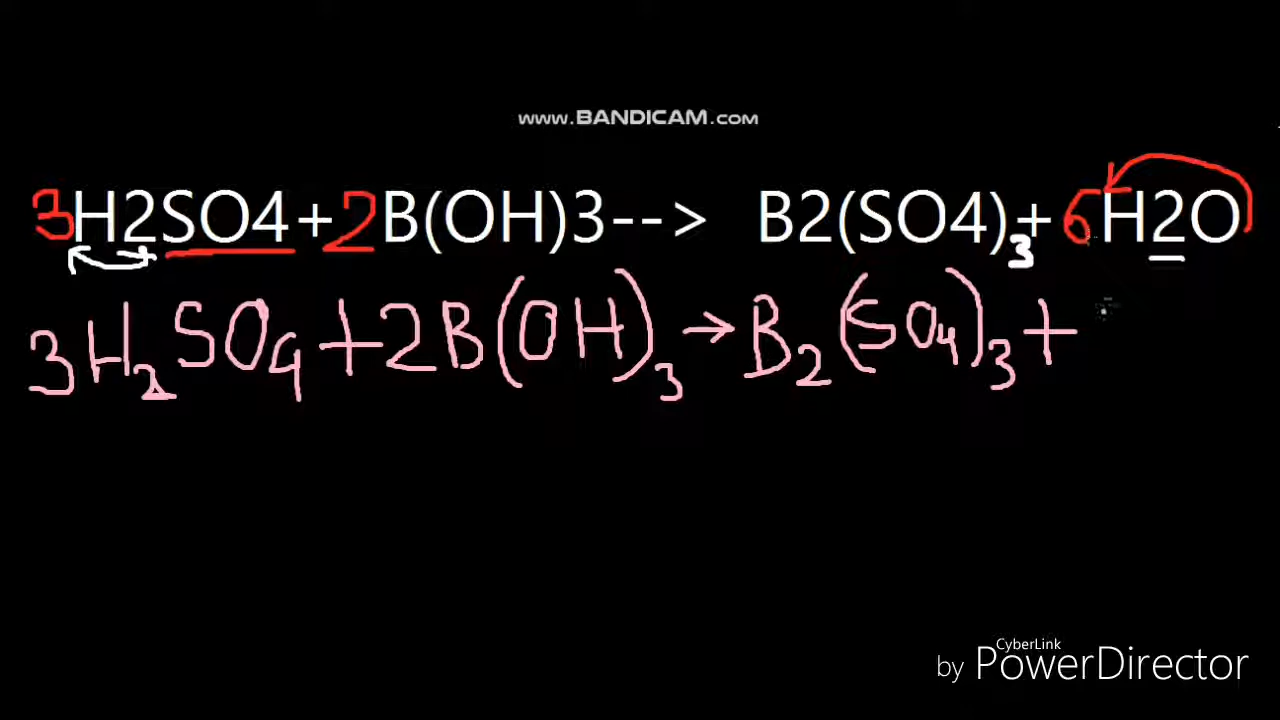 www.BANDICAM.com
3H2SO4+2B(OH)3--> B2(SO4)3+ 6H2O
3H2SO4+2B(OH)3→B2(SO4)3+
CyberLink
by PowerDirector